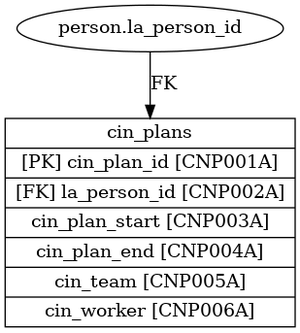 person.la_person_id
FK
cin_plans
[PK] cin_plan_id [CNP001A]
[FK] la_person_id [CNP002A]
cin_plan_start [CNP003A]
cin_plan_end [CNP004A]
cin_team [CNP005A]
cin_worker [CNP006A]